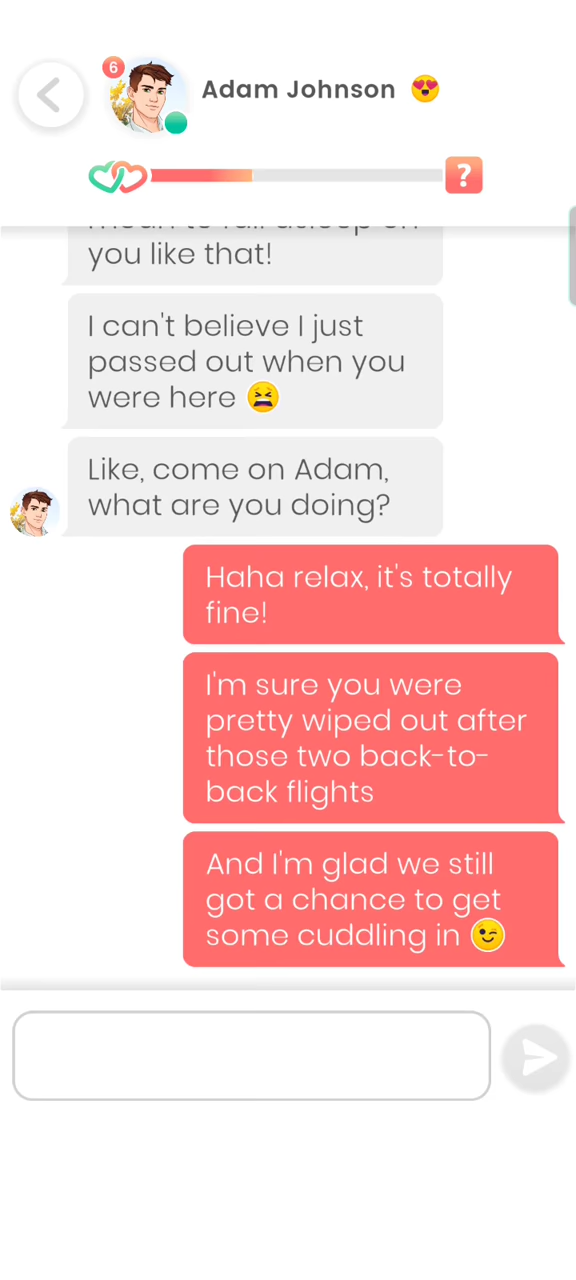 6
Adam Johnson 😍
?
you like that!
I can't believe I just
passed out when you
were here 😫
Like, come on Adam,
what are you doing?
Haha relax, it's totally
fine!
I'm sure you were
pretty wiped out after
those two back-to-
back flights
And I'm glad we still
got a chance to get
some cuddling in 😉